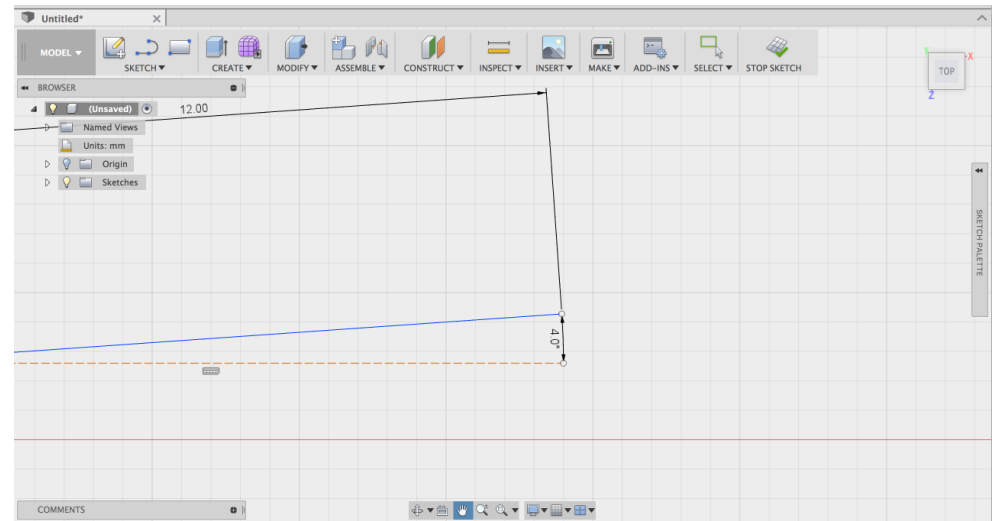 Untitled*
MODEL
SKETCH
CREATE
MODIFY
ASSEMBLE
CONSTRUCT
INSPECT
INSERT
MAKE
ADD-INS
SELECT
STOP SKETCH
Y
X
TOP
Z
BROWSER
(Unsaved)
12.00
Named Views
Units: mm
Origin
Sketches
SKETCH PALETTE
4.0°
COMMENTS